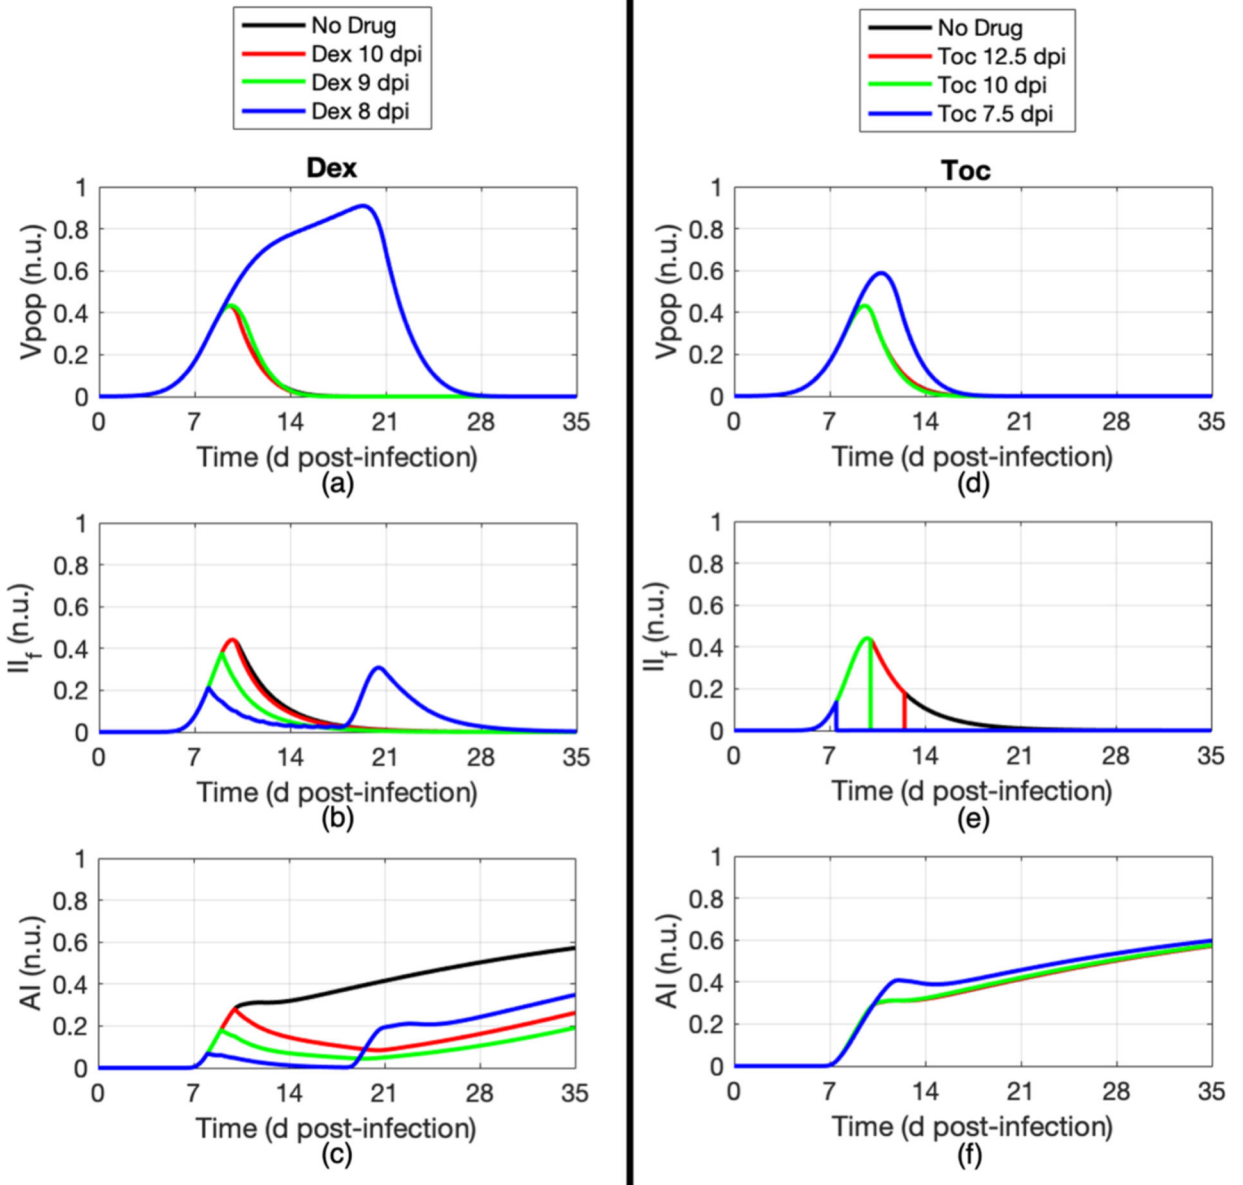 No Drug
Dex 10 dpi
Dex 9 dpi
Dex 8 dpi
Dex
Vpop (n.u.)
1
0.8
0.6
0.4
0.2
0
0 7 14 21 28 35
Time (d post-infection)
(a)
II_f (n.u.)
1
0.8
0.6
0.4
0.2
0
0 7 14 21 28 35
Time (d post-infection)
(b)
AI (n.u.)
1
0.8
0.6
0.4
0.2
0
0 7 14 21 28 35
Time (d post-infection)
(c)
No Drug
Toc 12.5 dpi
Toc 10 dpi
Toc 7.5 dpi
Toc
Vpop (n.u.)
1
0.8
0.6
0.4
0.2
0
0 7 14 21 28 35
Time (d post-infection)
(d)
II_f (n.u.)
1
0.8
0.6
0.4
0.2
0
0 7 14 21 28 35
Time (d post-infection)
(e)
AI (n.u.)
1
0.8
0.6
0.4
0.2
0
0 7 14 21 28 35
Time (d post-infection)
(f)